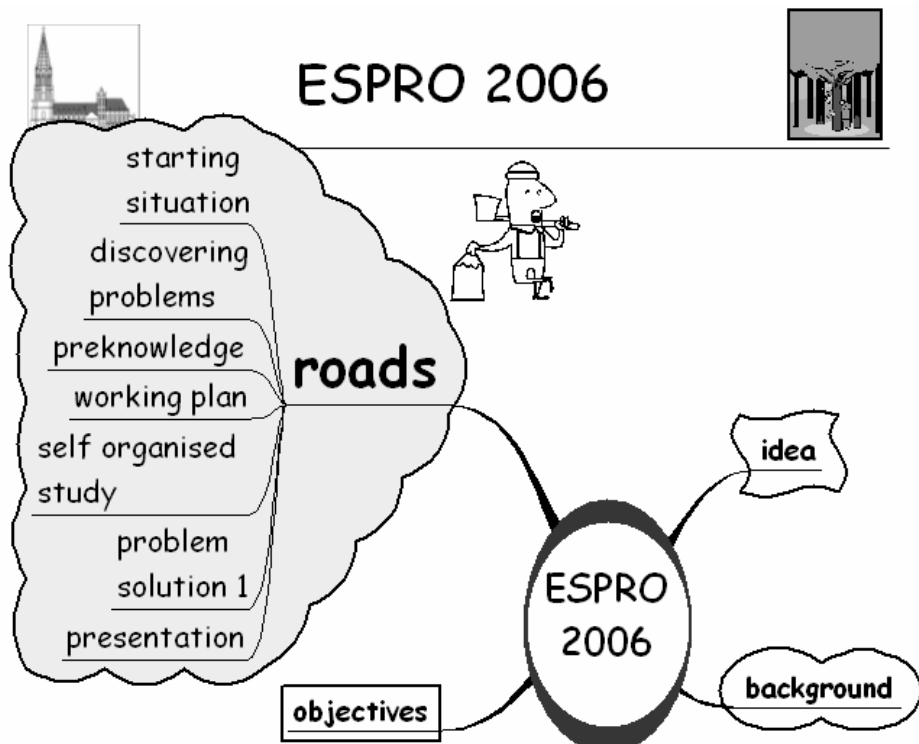 ESPRO 2006
starting
situation
discovering
problems
preknowledge
working plan
self organised
study
problem
solution 1
presentation
roads
idea
ESPRO
2006
background
objectives